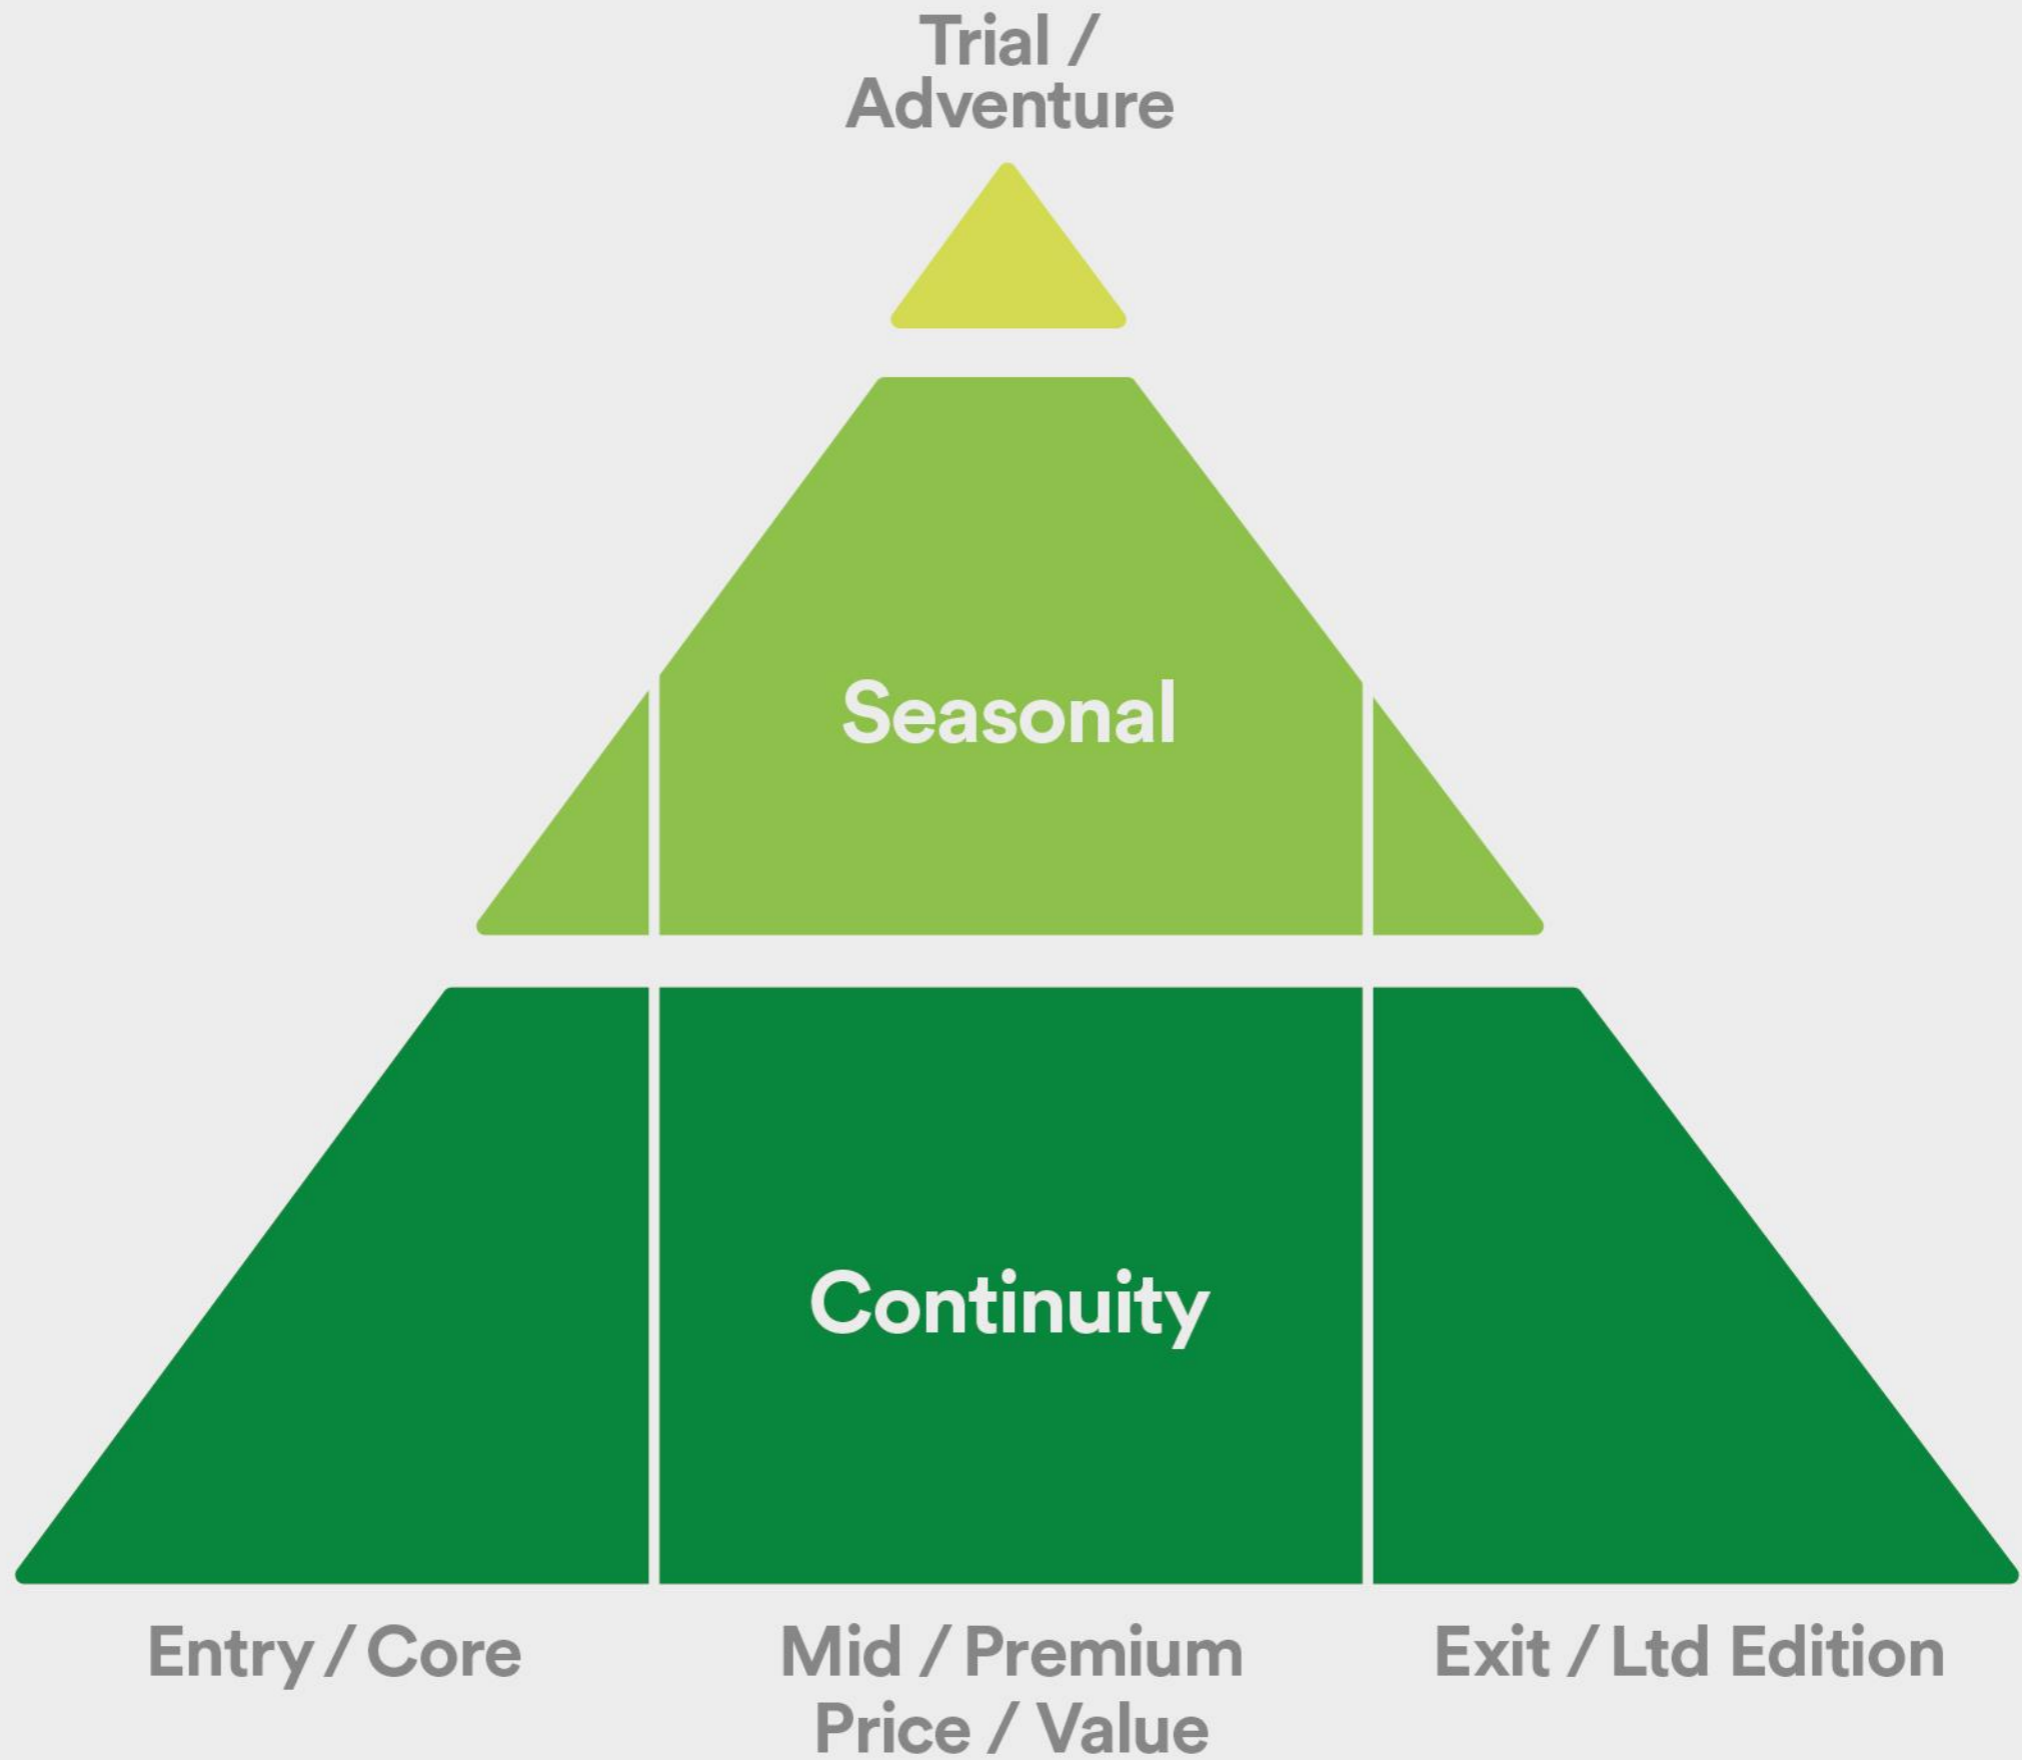 Trial /
Adventure
Seasonal
Continuity
Entry / Core
Mid / Premium
Exit / Ltd Edition
Price / Value